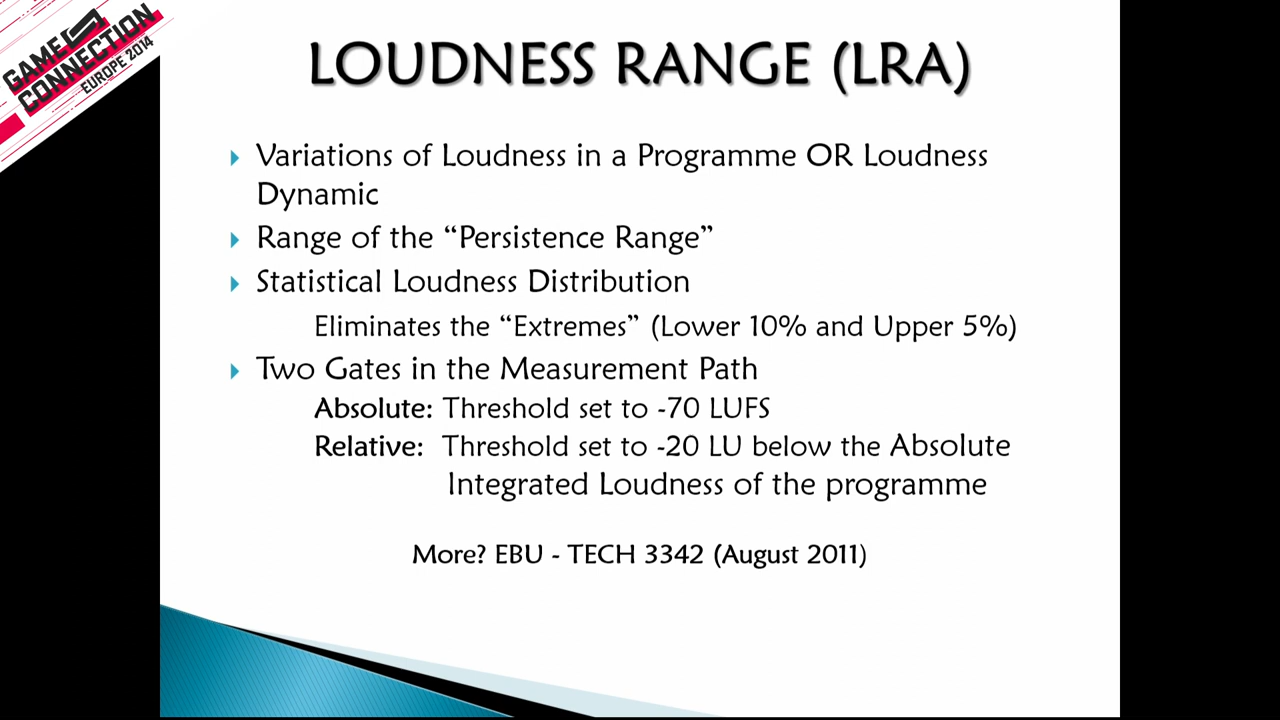 GAME
CONNECTION
EUROPE 2014
LOUDNESS RANGE (LRA)
Variations of Loudness in a Programme OR Loudness
Dynamic
Range of the “Persistence Range”
Statistical Loudness Distribution
Eliminates the “Extremes” (Lower 10% and Upper 5%)
Two Gates in the Measurement Path
Absolute: Threshold set to -70 LUFS
Relative: Threshold set to -20 LU below the Absolute
Integrated Loudness of the programme
More? EBU - TECH 3342 (August 2011)